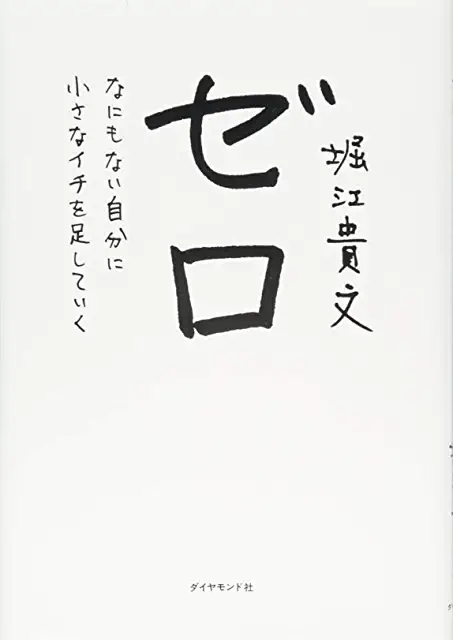 堀江貴文
ゼロ
なにもない自分に
小さなイチを足していく
ダイヤモンド社